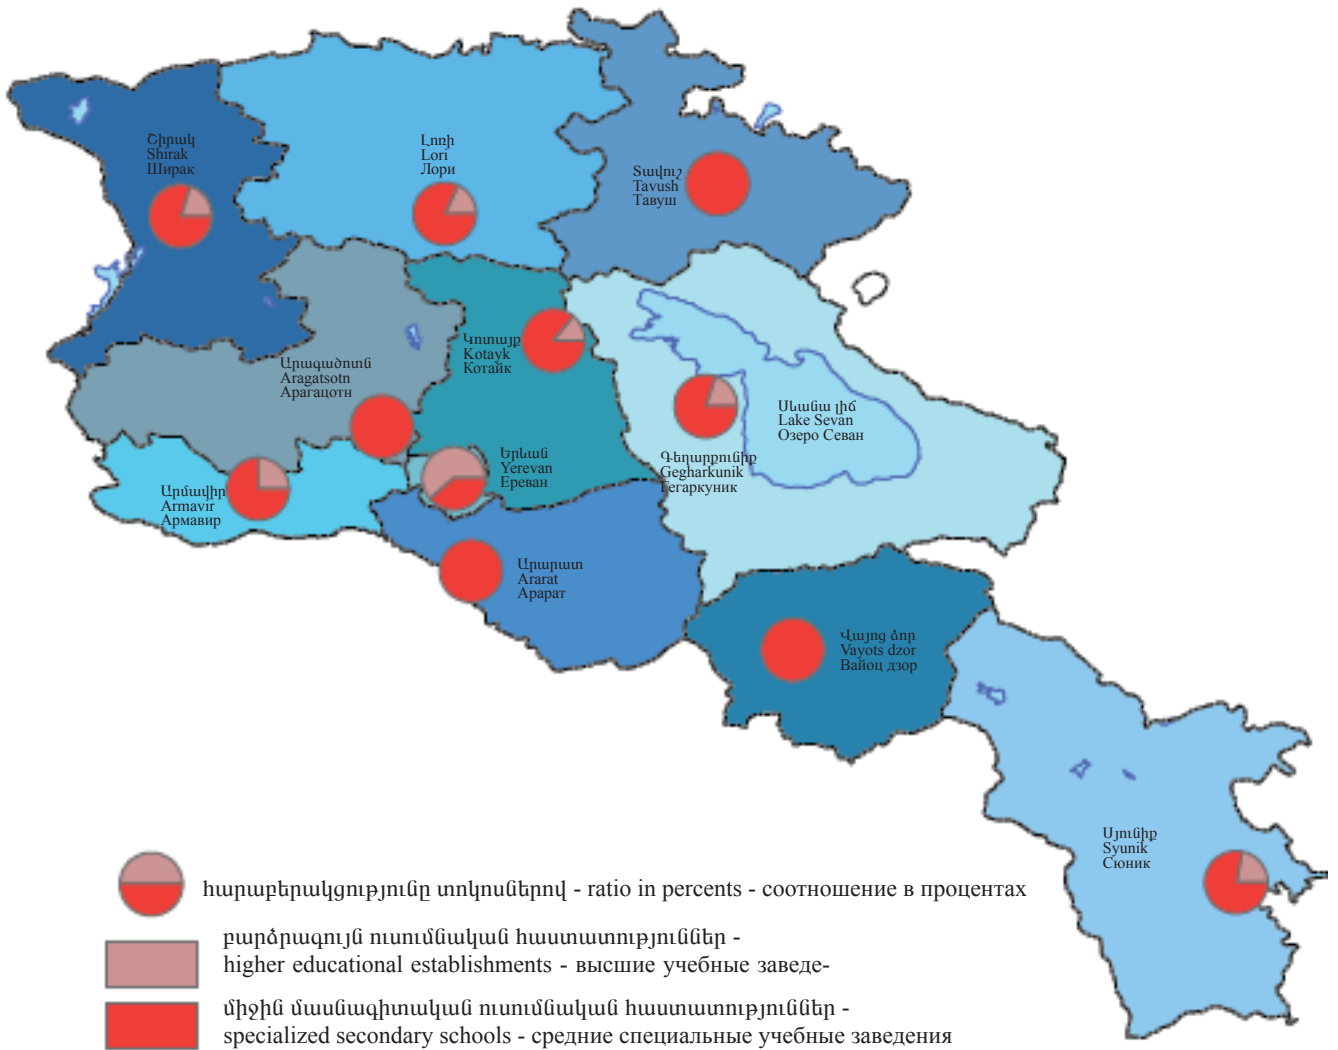 Շիրակ
Shirak
Ширак
Լոռի
Lori
Лори
Տավուշ
Tavush
Тавуш
Արագածոտն
Aragatsotn
Арагацотн
Կոտայք
Kotayk
Котайк
Սևանա լիճ
Lake Sevan
Озеро Севан
Գեղարքունիք
Gegharkunik
Гегаркуник
Երևան
Yerevan
Ереван
Արմավիր
Armavir
Армавир
Արարատ
Ararat
Арарат
Վայոց ձոր
Vayots dzor
Вайоц дзор
Սյունիք
Syunik
Сюник
հարաբերակցությունը տոկոսներով - ratio in percents - соотношение в процентах
բարձրագույն ուսումնական հաստատություններ -
higher educational establishments - высшие учебные заведе-
միջին մասնագիտական ուսումնական հաստատություններ -
specialized secondary schools - средние специальные учебные заведения